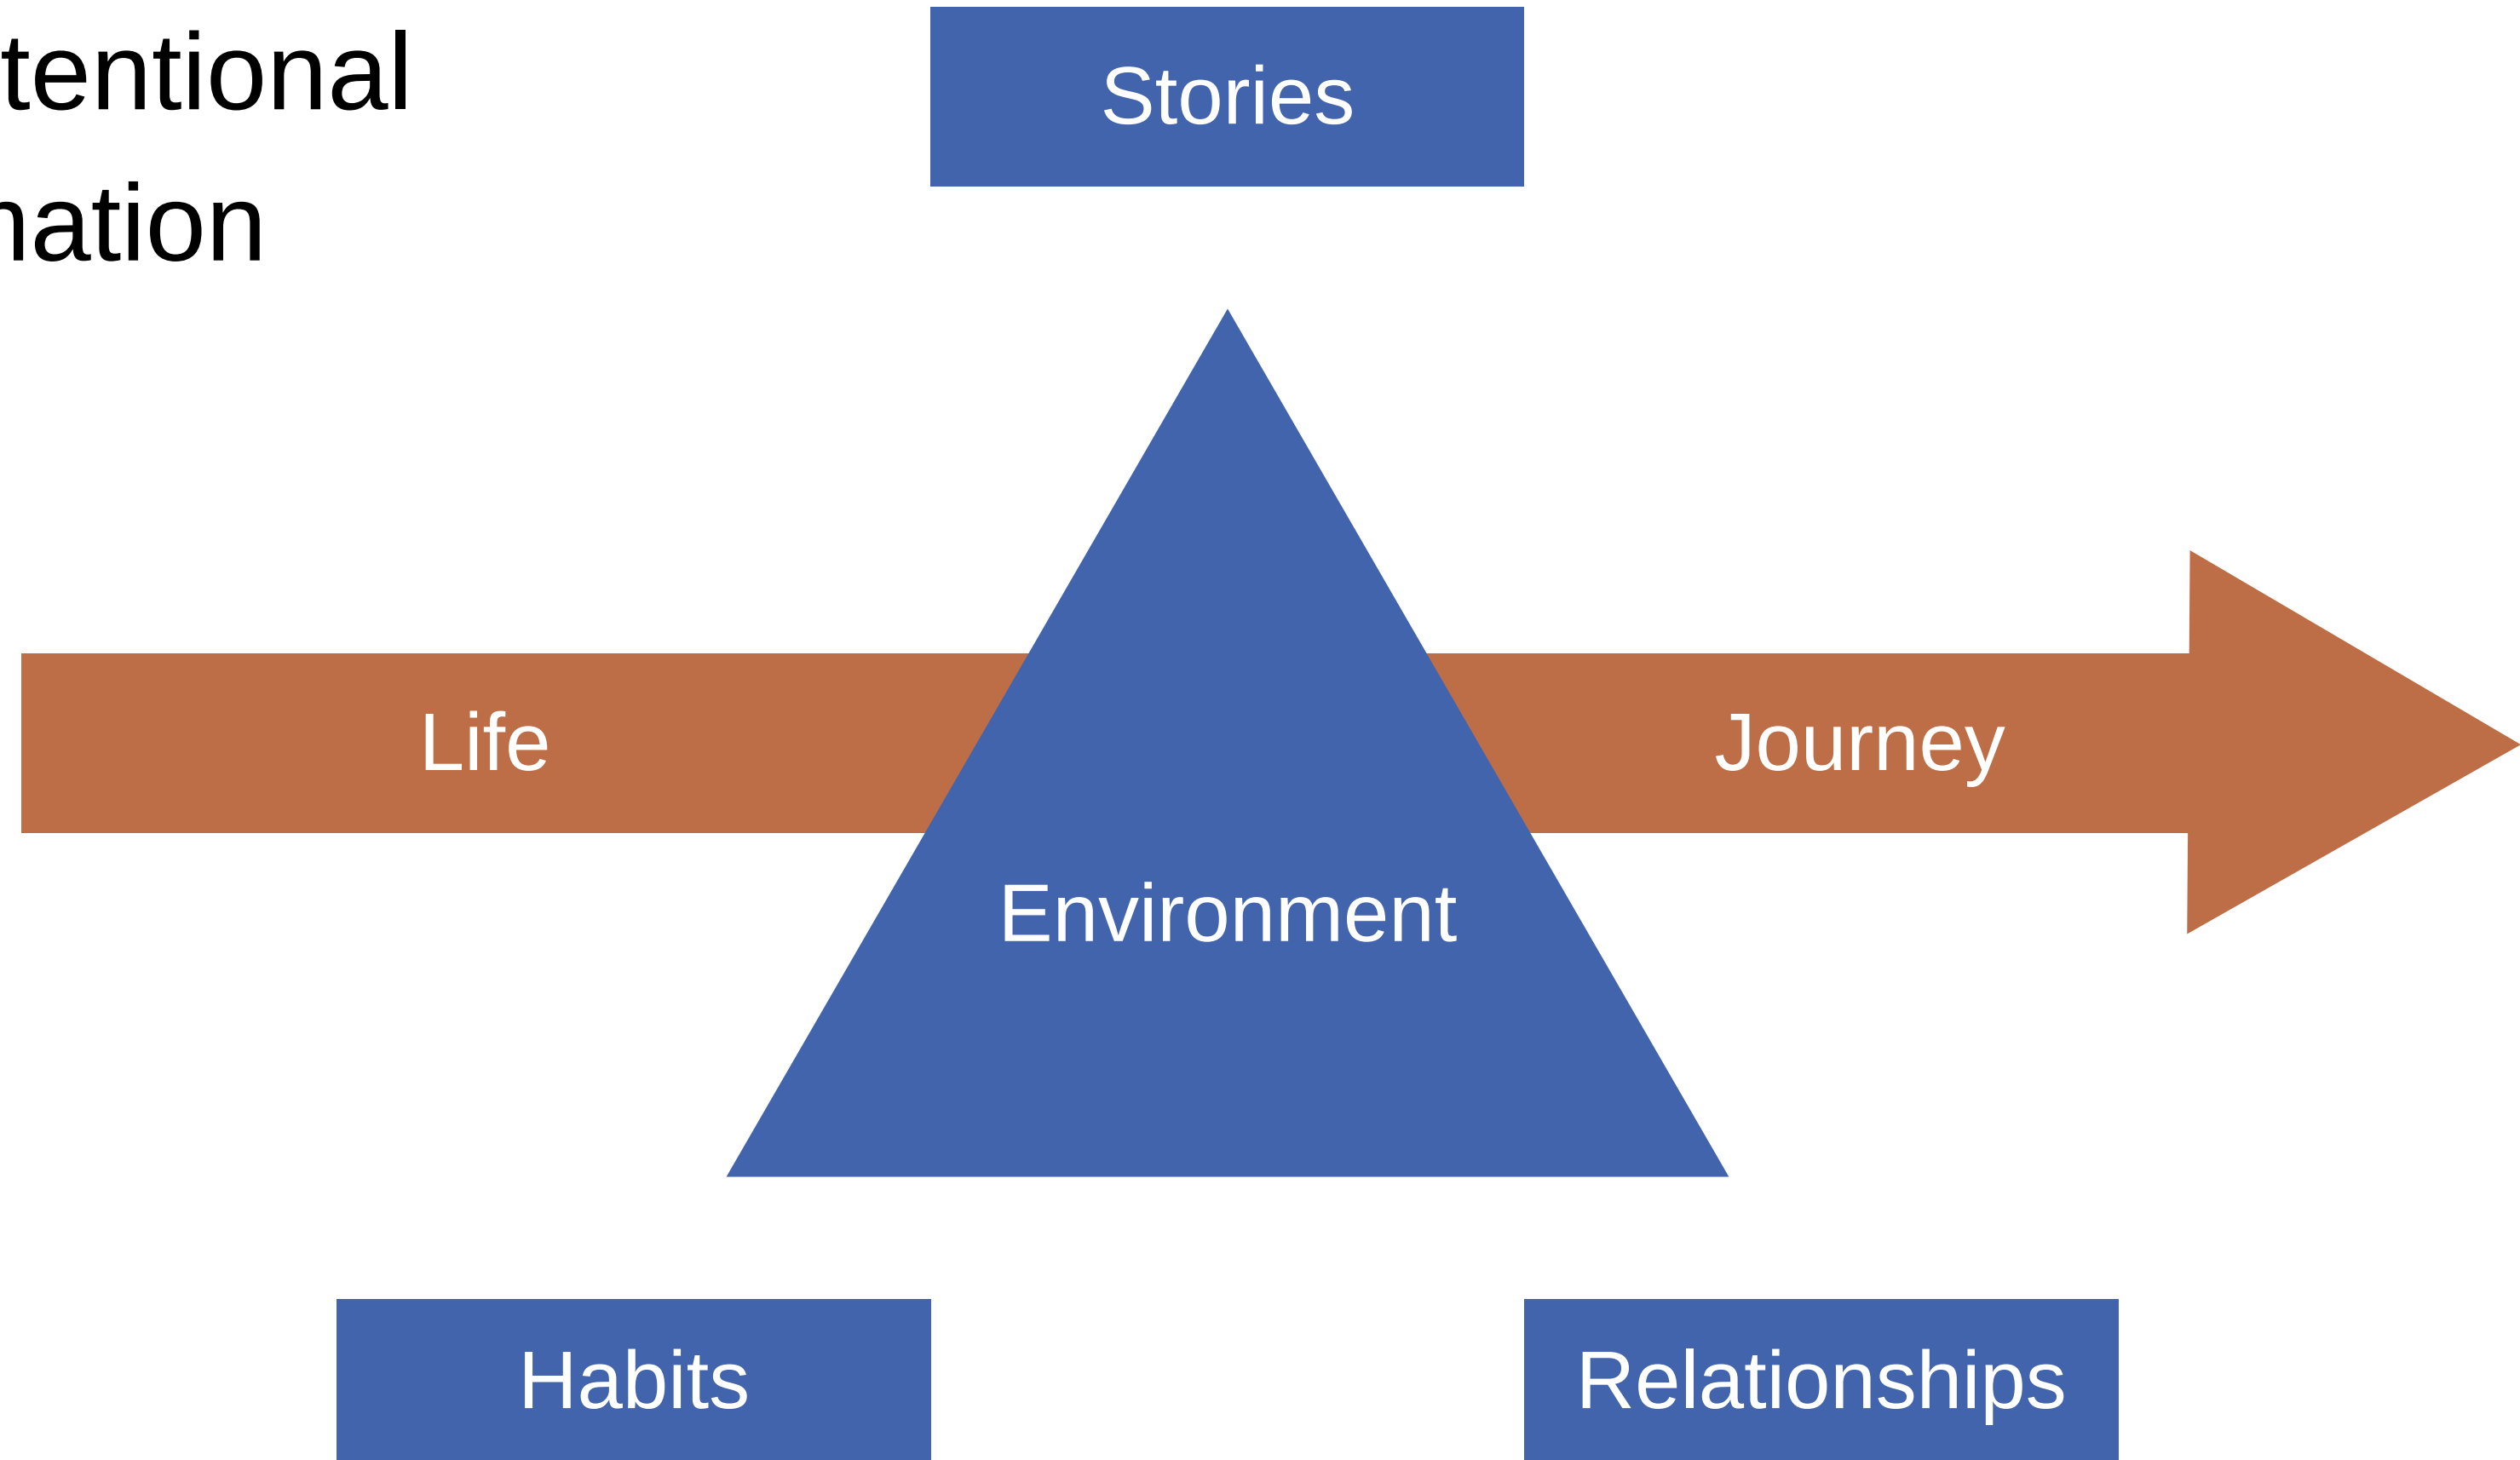 tentional
Stories
nation
Life
Journey
Environment
Habits
Relationships